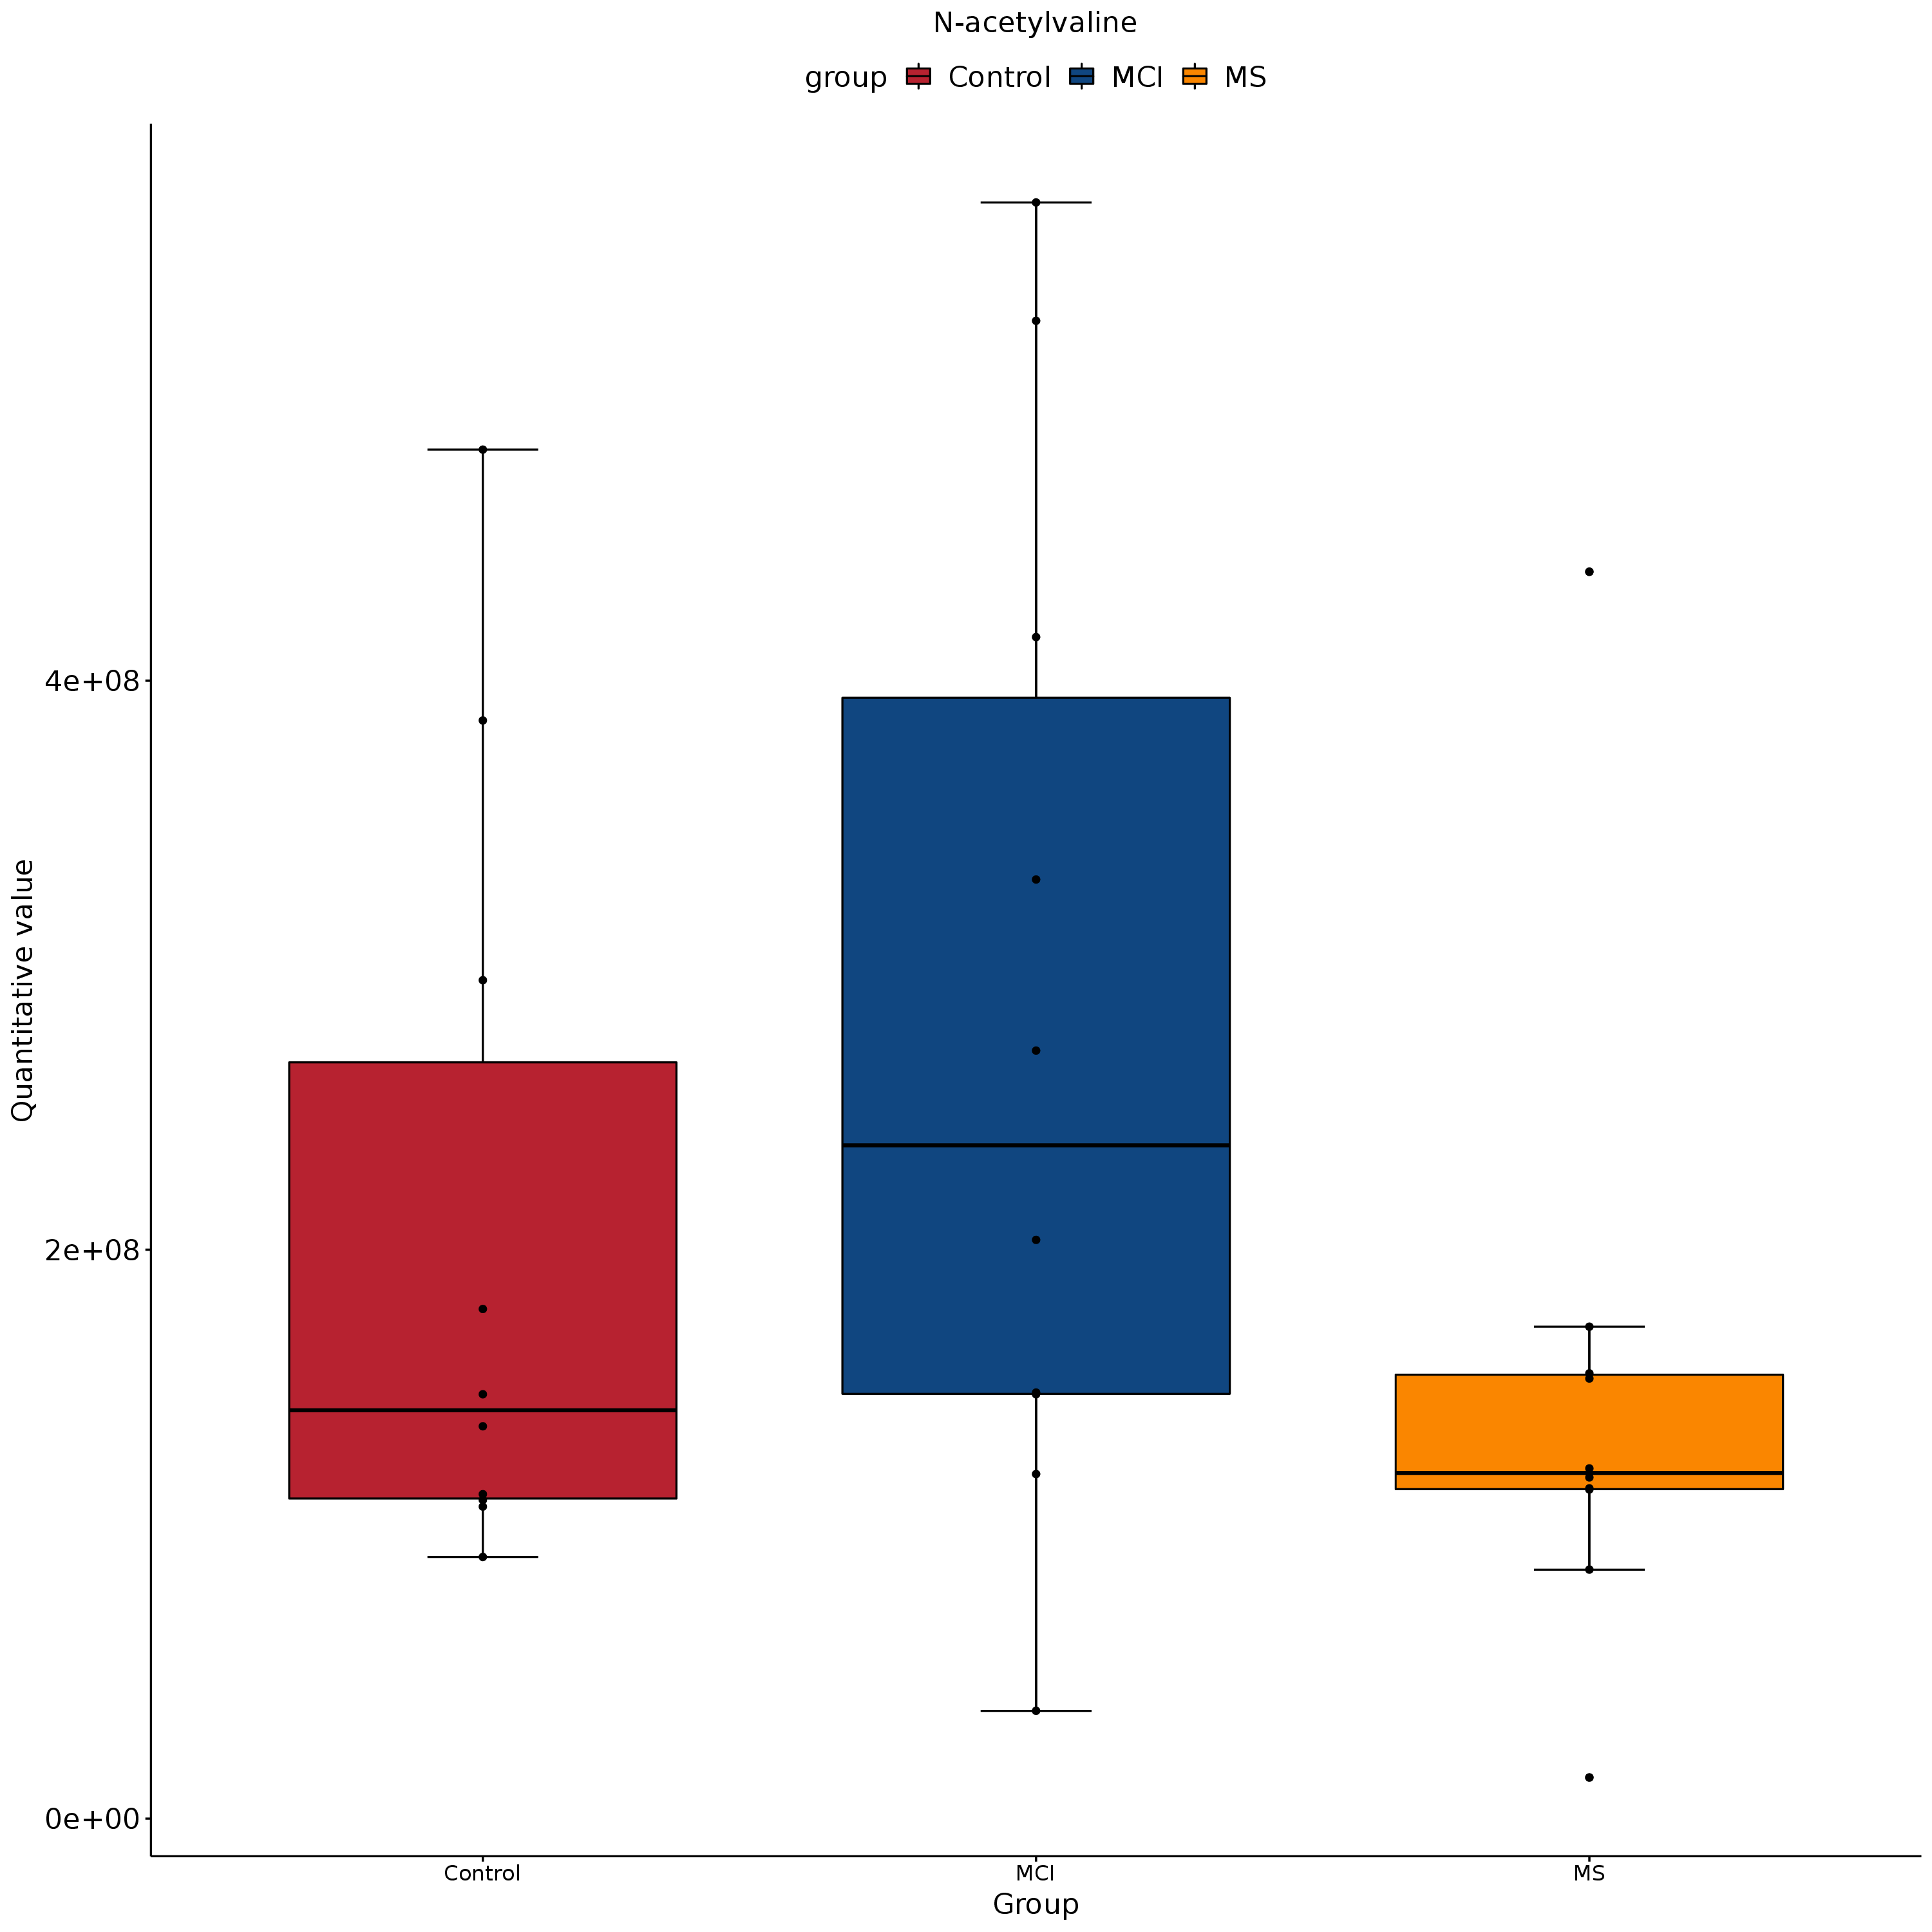 N-acetylvaline
group Control MCI MS
Quantitative value
4e+08
2e+08
0e+00
Control MCI MS
Group